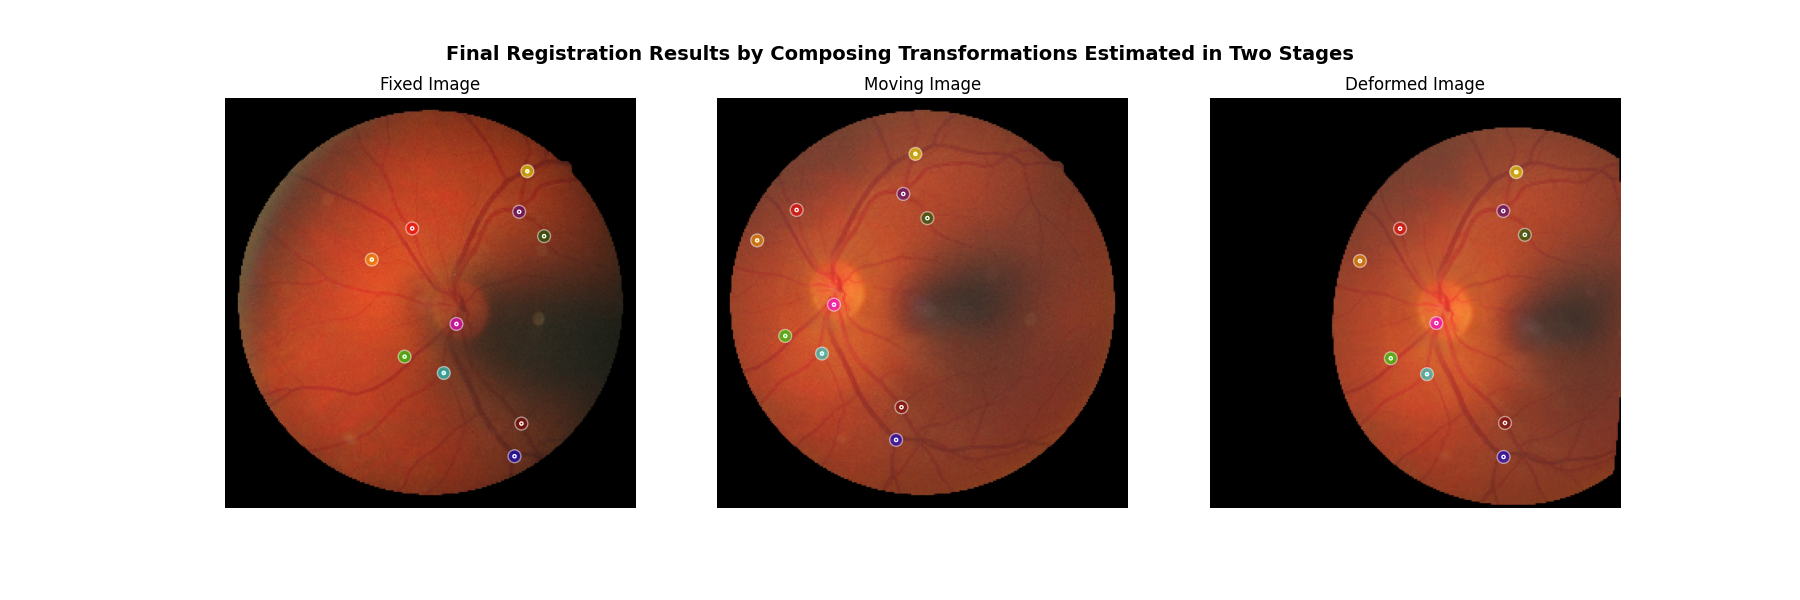 Final Registration Results by Composing Transformations Estimated in Two Stages
Fixed Image
Moving Image
Deformed Image